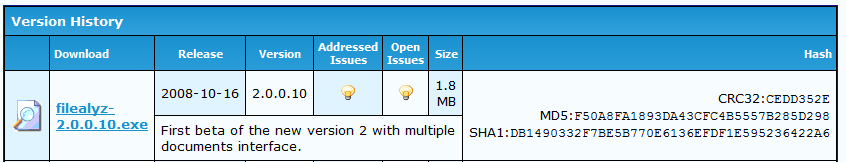 Version History
Download Release Version Addressed Issues Open Issues Size Hash
filealyz-2.0.0.10.exe
2008-10-16 2.0.0.10 1.8 MB
First beta of the new version 2 with multiple
documents interface.
CRC32:CEDD352E
MD5:F50A8FA1893DA43CFC4B5557B285D298
SHA1:DB1490332F7BE5B770E6136EFDF1E595236422A6